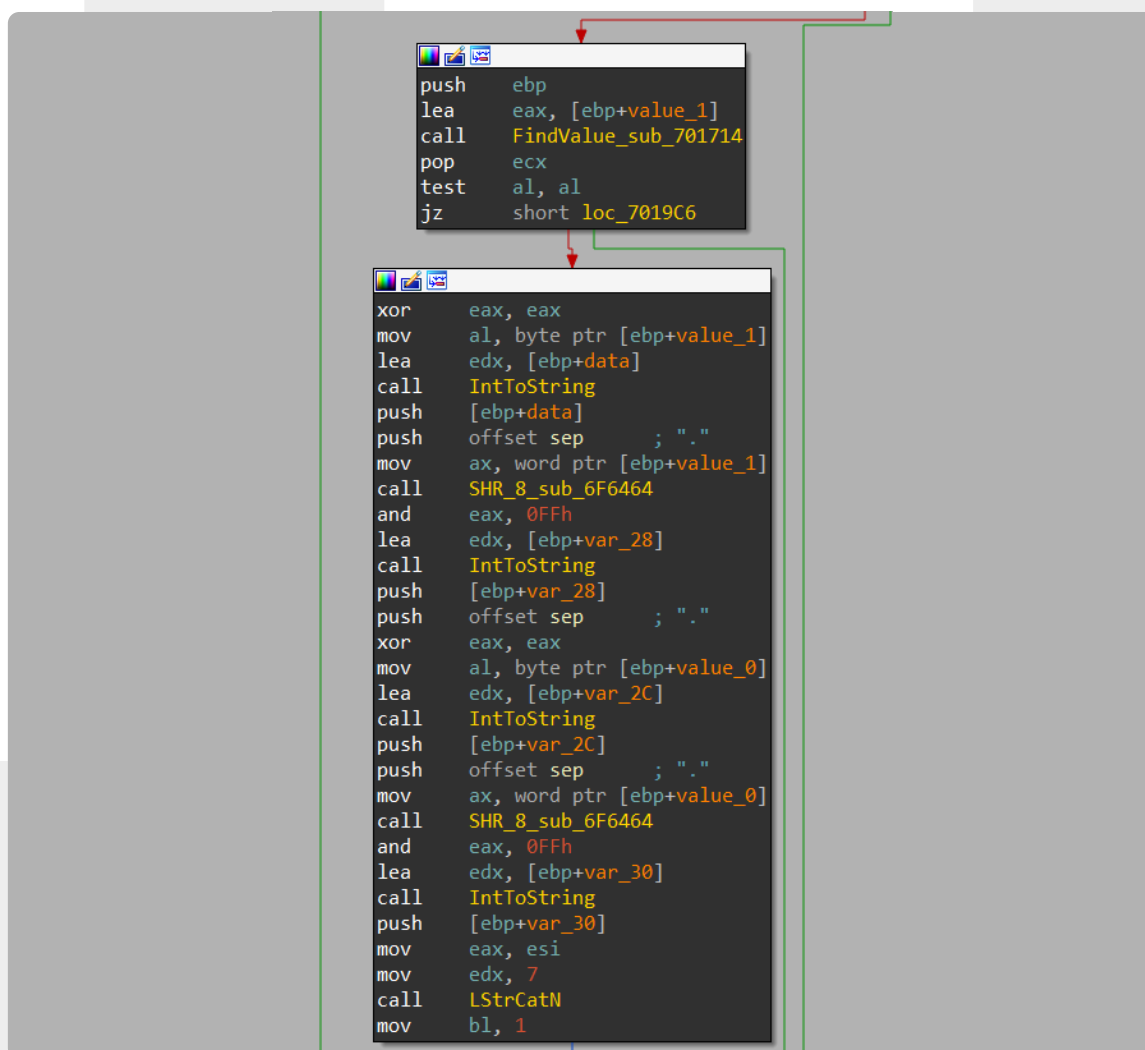 push ebp
lea eax, [ebp+value_1]
call FindValue_sub_701714
pop ecx
test al, al
jz short loc_7019C6
xor eax, eax
mov al, byte ptr [ebp+value_1]
lea edx, [ebp+data]
call IntToString
push [ebp+data]
push offset sep ; "."
mov ax, word ptr [ebp+value_1]
call SHR_8_sub_6F6464
and eax, 0FFh
lea edx, [ebp+var_28]
call IntToString
push [ebp+var_28]
push offset sep ; "."
xor eax, eax
mov al, byte ptr [ebp+value_0]
lea edx, [ebp+var_2C]
call IntToString
push [ebp+var_2C]
push offset sep ; "."
mov ax, word ptr [ebp+value_0]
call SHR_8_sub_6F6464
and eax, 0FFh
lea edx, [ebp+var_30]
call IntToString
push [ebp+var_30]
mov eax, esi
mov edx, 7
call LStrCatN
mov bl, 1